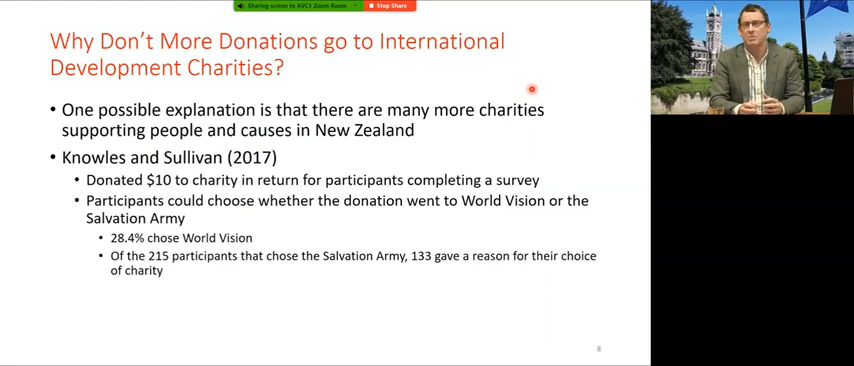 Sharing screen to AVC1 Zoom Room
Stop Share
Why Don't More Donations go to International
Development Charities?
• One possible explanation is that there are many more charities
supporting people and causes in New Zealand
• Knowles and Sullivan (2017)
• Donated $10 to charity in return for participants completing a survey
• Participants could choose whether the donation went to World Vision or the
Salvation Army
• 28.4% chose World Vision
• Of the 215 participants that chose the Salvation Army, 133 gave a reason for their choice
of charity
8